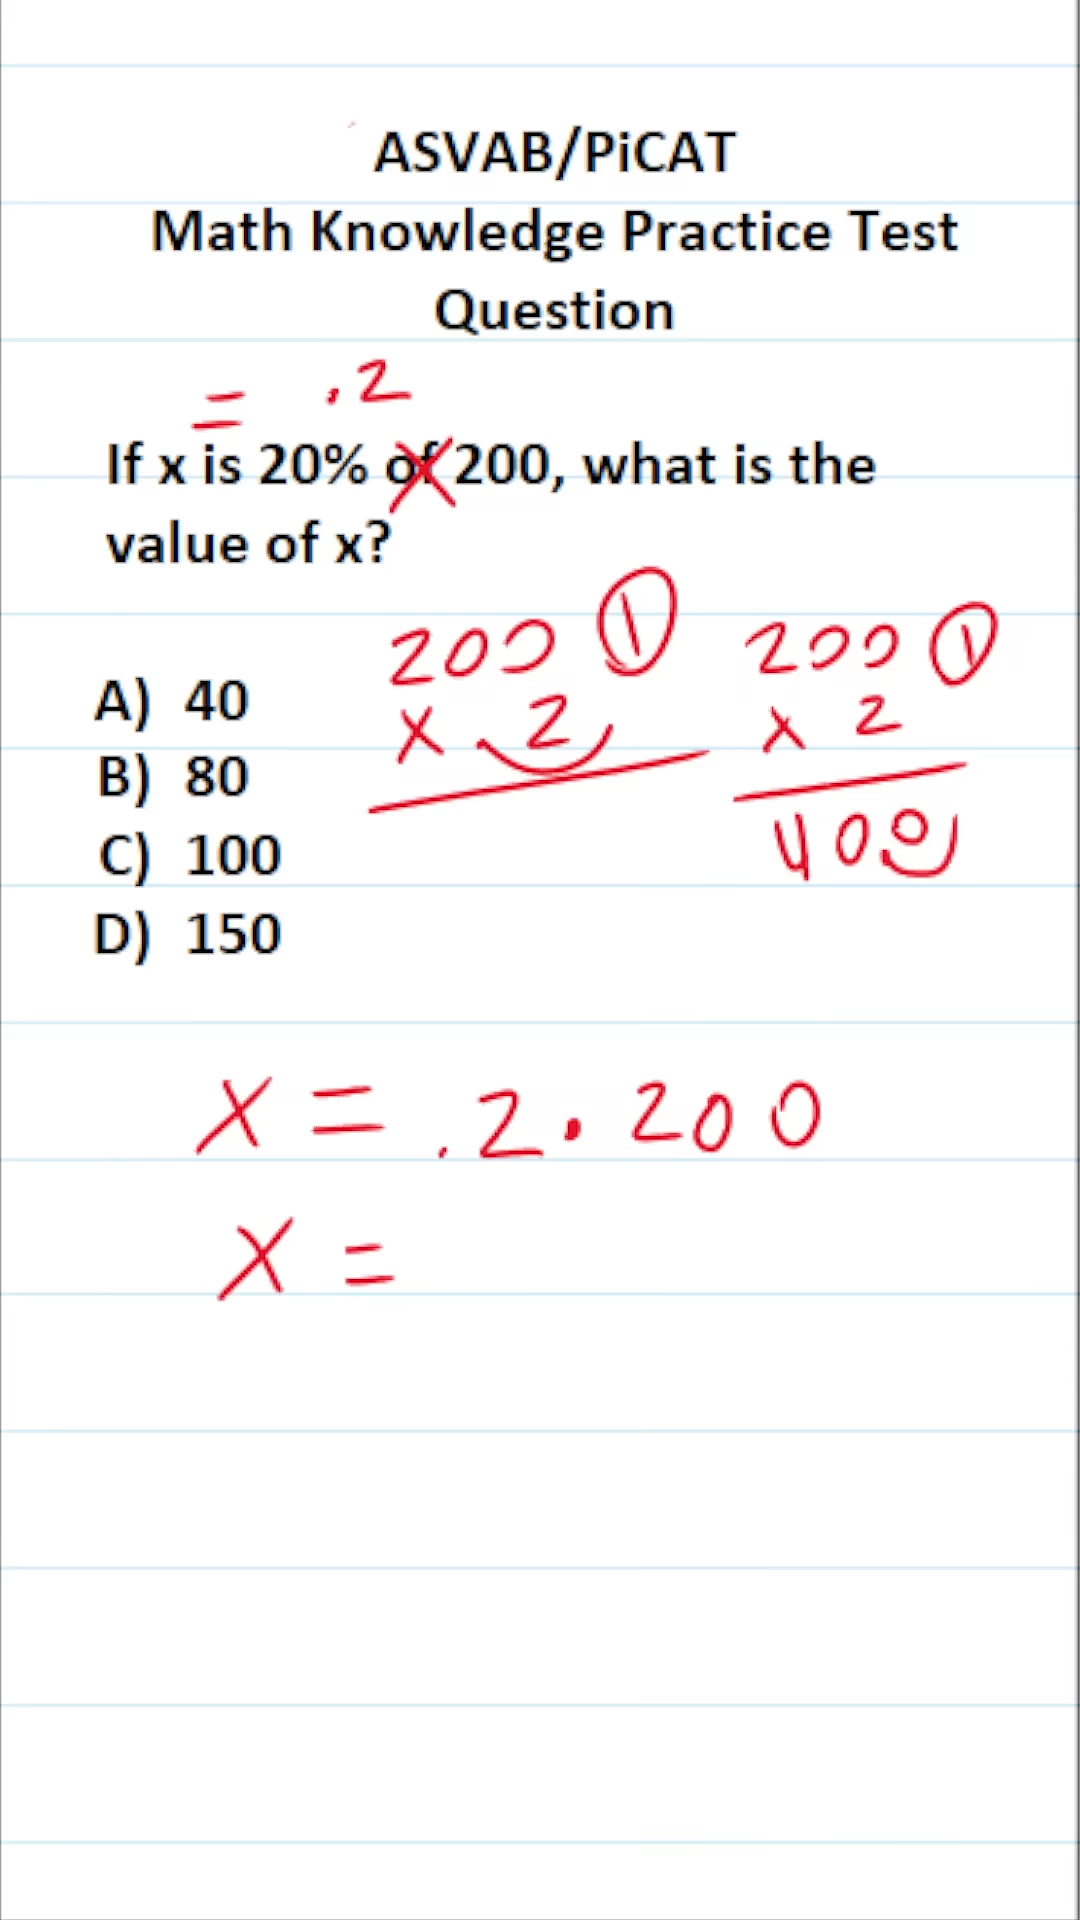 ASVAB/PiCAT
Math Knowledge Practice Test
Question
= .2
If x is 20% of 200, what is the
x
value of x?
200 ①
x .2
200 ①
x 2
400
A) 40
B) 80
C) 100
D) 150
x = .2 · 200
x =